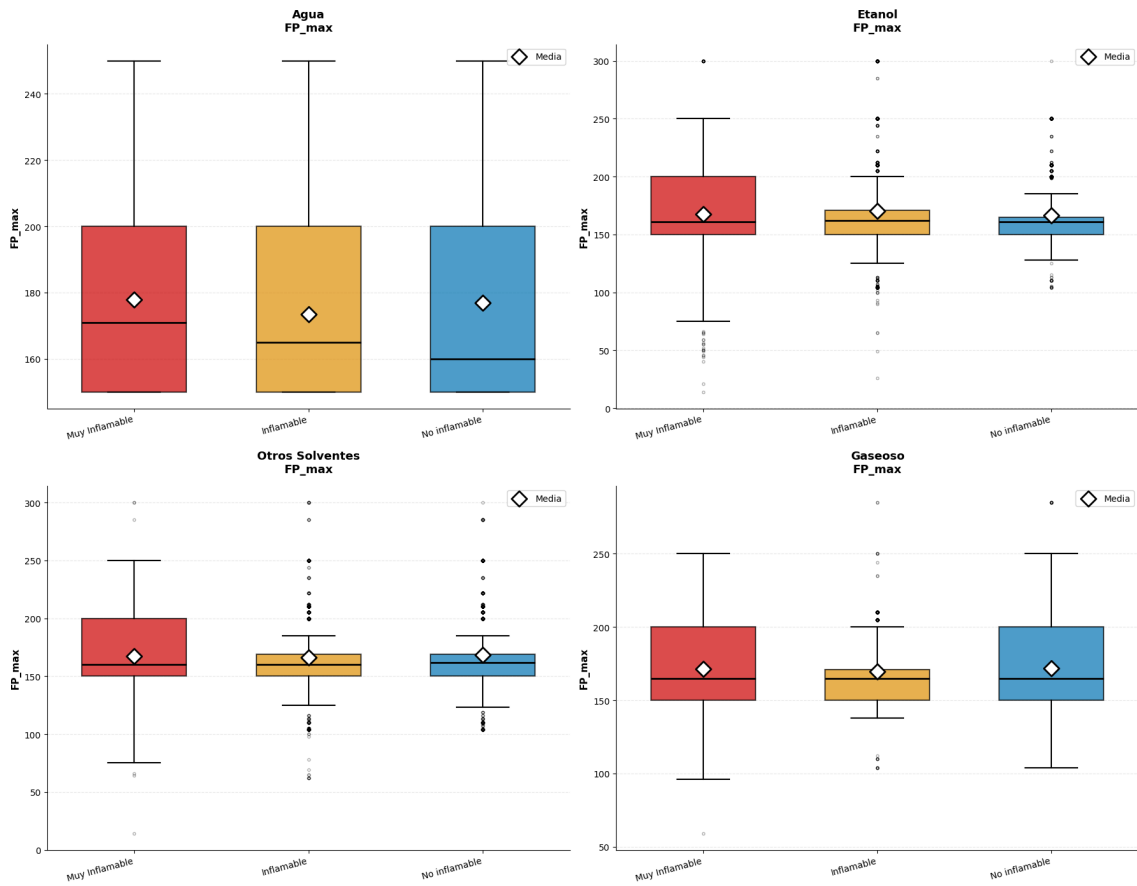 Agua
FP_max
Media
FP_max
240
220
200
180
160
Muy Inflamable
Inflamable
No inflamable
Etanol
FP_max
Media
FP_max
300
250
200
150
100
50
0
Muy Inflamable
Inflamable
No inflamable
Otros Solventes
FP_max
Media
FP_max
300
250
200
150
100
50
0
Muy Inflamable
Inflamable
No inflamable
Gaseoso
FP_max
Media
FP_max
250
200
150
100
50
Muy Inflamable
Inflamable
No inflamable